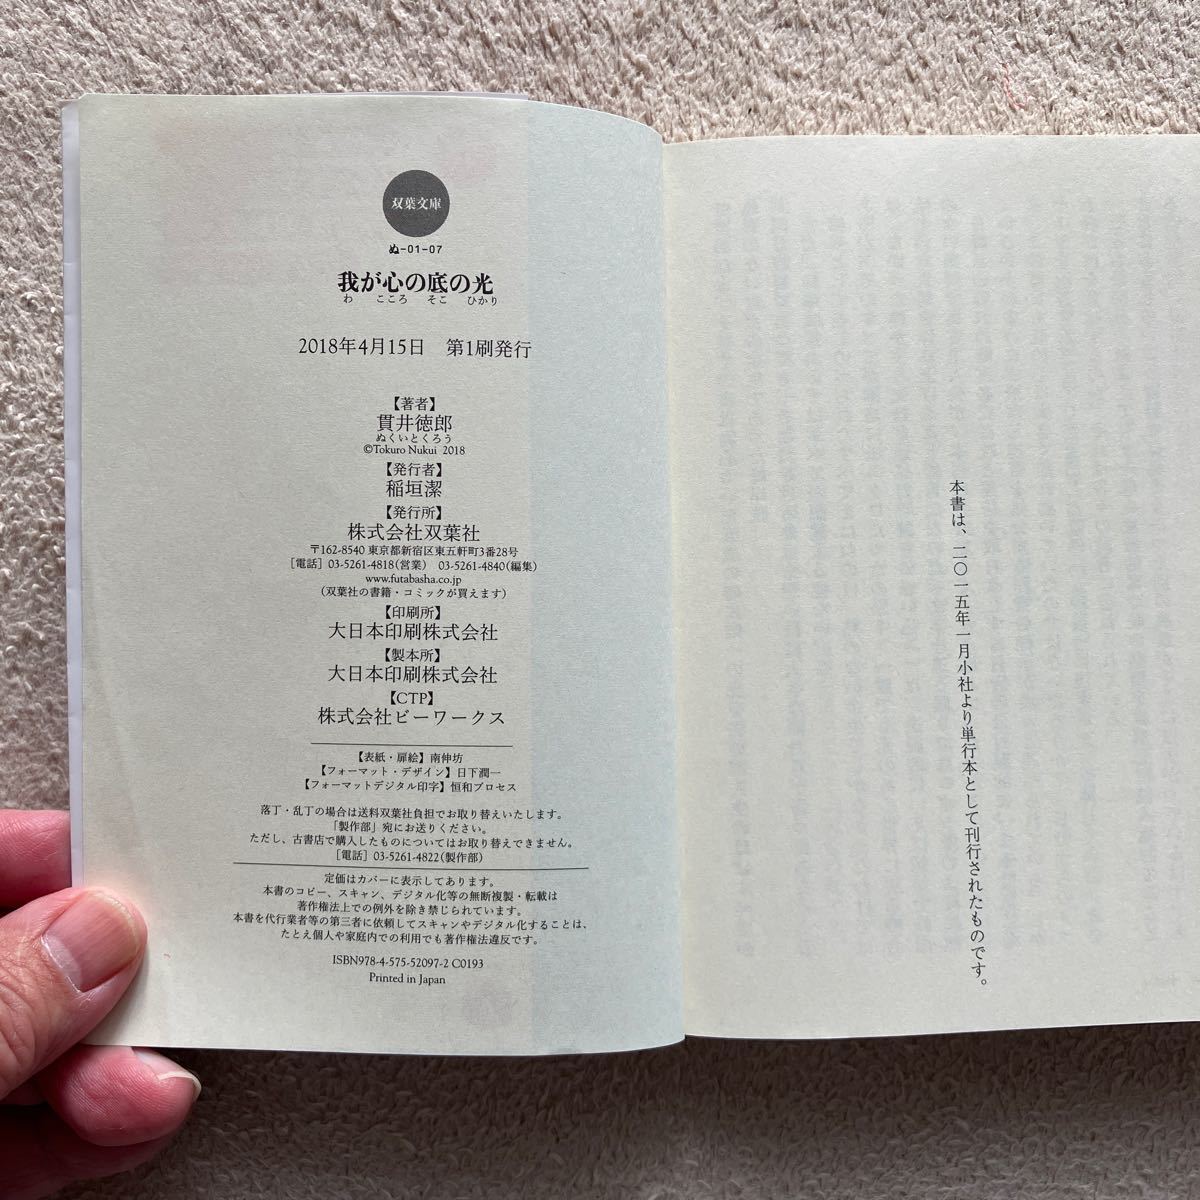 双葉文庫
ぬ-01-07
我が心の底の光
わ こころ そこ ひかり
2018年4月15日 第1刷発行
【著者】
貫井徳郎
ぬくいとくろう
©Tokuro Nukui 2018
【発行者】
稲垣潔
【発行所】
株式会社双葉社
〒162-8540 東京都新宿区東五軒町3番28号
[電話] 03-5261-4818(営業) 03-5261-4840(編集)
www.futabasha.co.jp
(双葉社の書籍・コミックが買えます)
【印刷所】
大日本印刷株式会社
【製本所】
大日本印刷株式会社
【CTP】
株式会社ビーワークス
【表紙・扉絵】南伸坊
【フォーマット・デザイン】日下潤一
【フォーマットデジタル印字】恒和プロセス
落丁・乱丁の場合は送料双葉社負担でお取り替えいたします。
「製作部」宛にお送りください。
ただし、古書店で購入したものについてはお取り替えできません。
[電話] 03-5261-4822(製作部)
定価はカバーに表示してあります。
本書のコピー、スキャン、デジタル化等の無断複製・転載は
著作権法上での例外を除き禁じられています。
本書を代行業者等の第三者に依頼してスキャンやデジタル化することは、
たとえ個人や家庭内での利用でも著作権法違反です。
ISBN978-4-575-52097-2 C0193
Printed in Japan
本書は、二〇一五年一月小社より単行本として刊行されたものです。